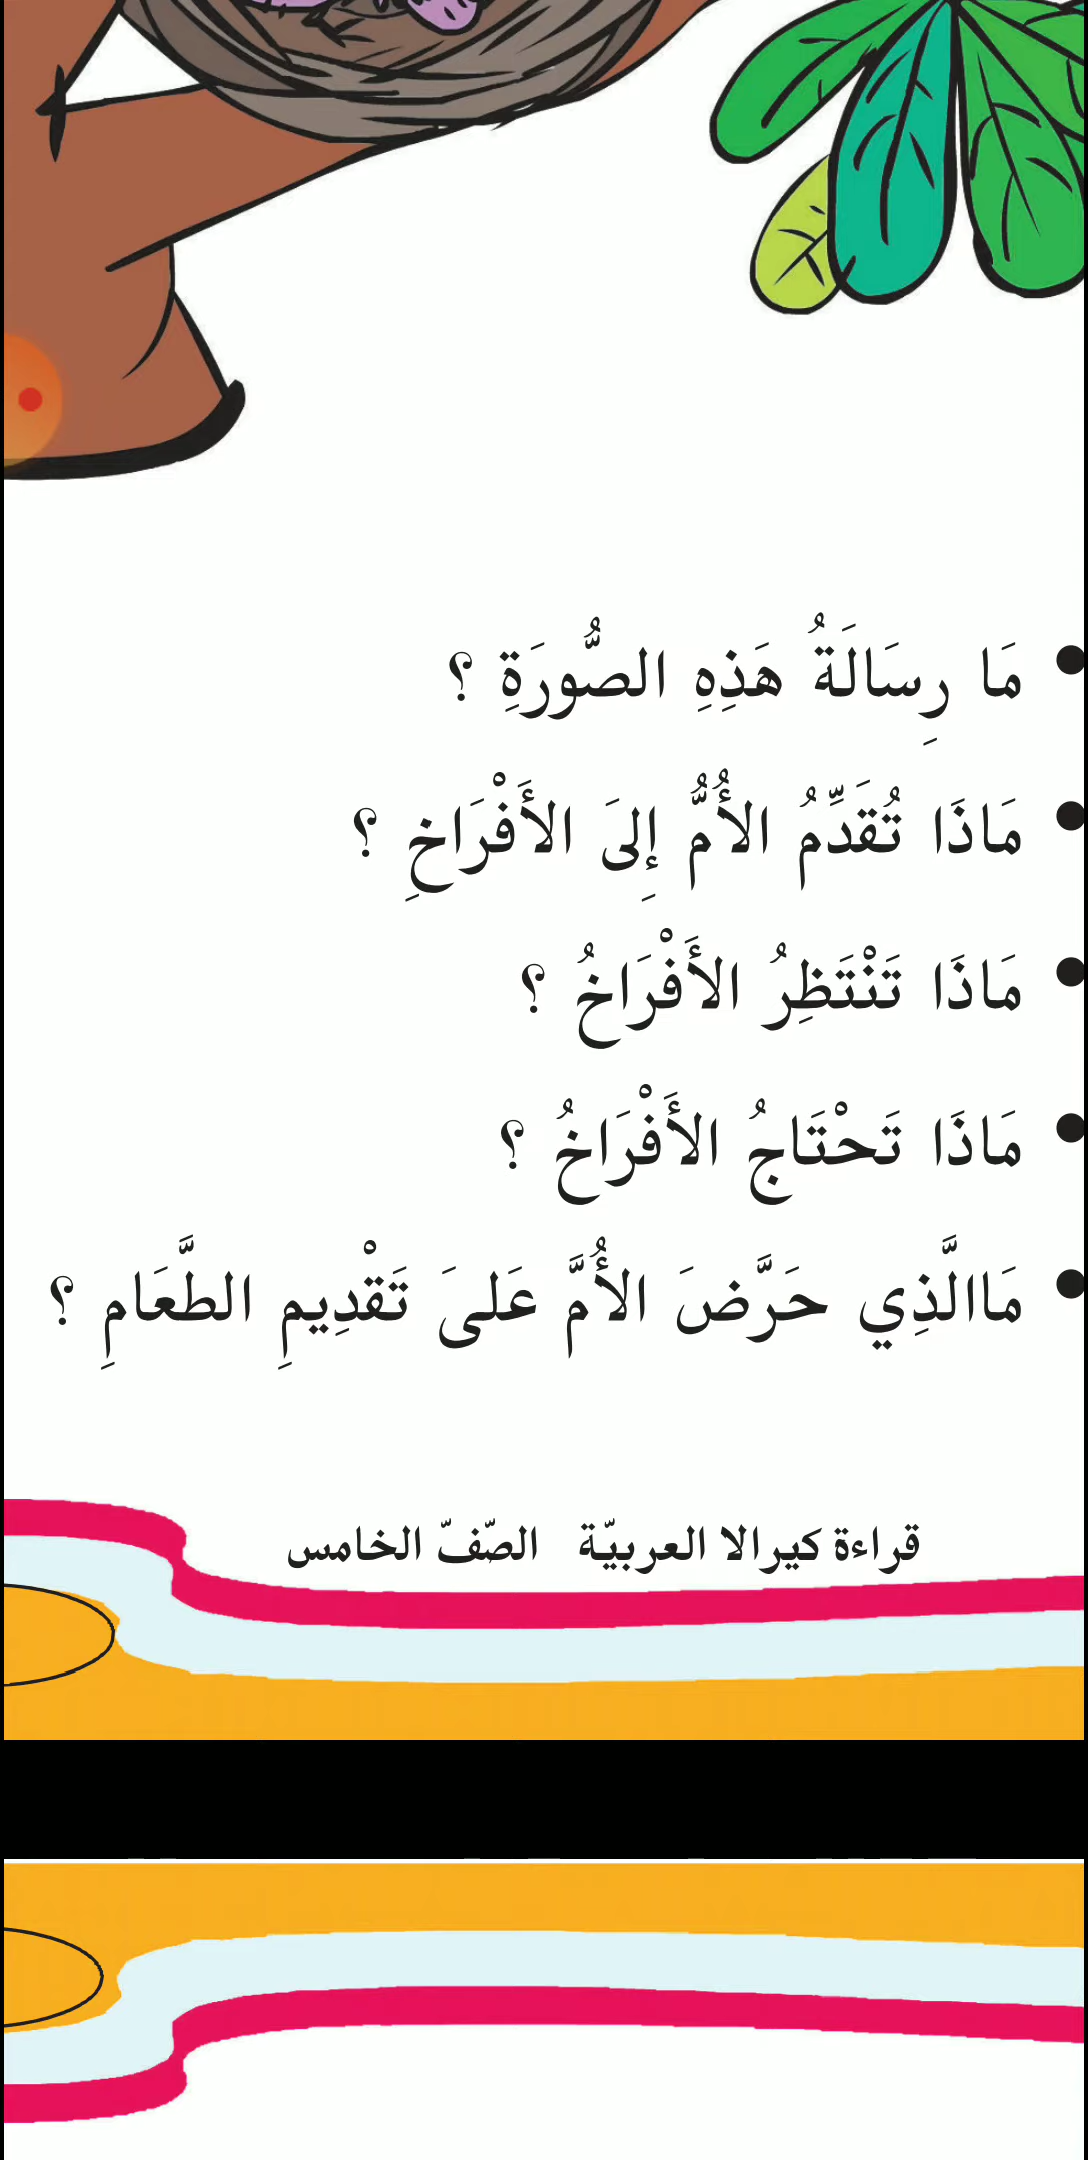 • مَا رِسَالَةُ هَذِهِ الصُّورَةِ ؟
• مَاذَا تُقَدِّمُ الأُمُّ إِلىَ الأَفْرَاخِ ؟
• مَاذَا تَنْتَظِرُ الأَفْرَاخُ ؟
• مَاذَا تَحْتَاجُ الأَفْرَاخُ ؟
• مَاالَّذِي حَرَّضَ الأُمَّ عَلىَ تَقْدِيمِ الطَّعَامِ ؟
قراءة كيرالا العربيّة الصّفّ الخامس